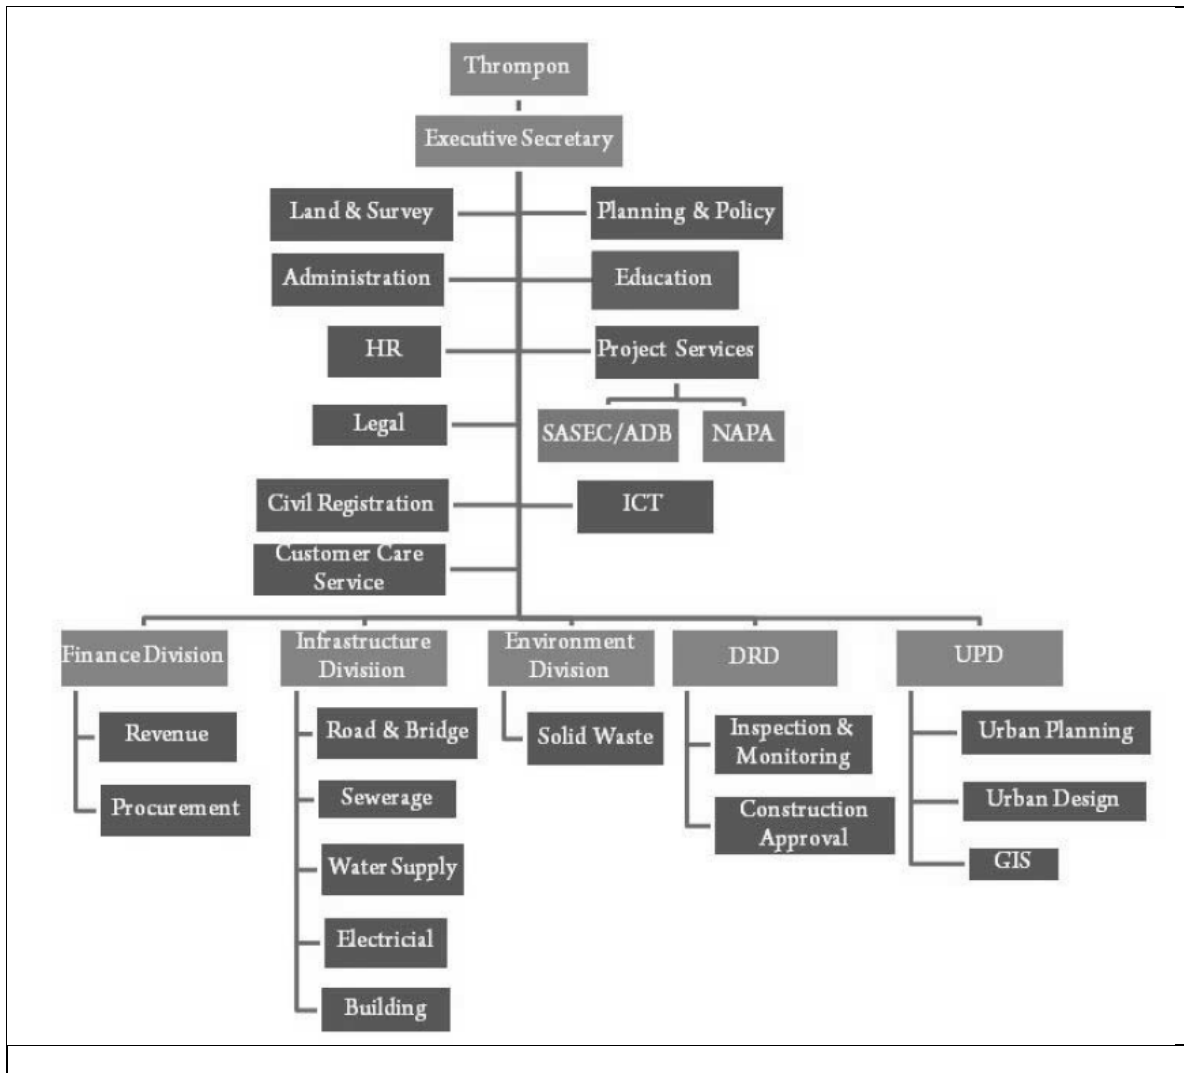 Thrompon
Executive Secretary
Land & Survey
Planning & Policy
Administration
Education
HR
Project Services
Legal
SASEC/ADB
NAPA
Civil Registration
ICT
Customer Care
Service
Finance Division
Infrastructure
Divisiion
Environment
Division
DRD
UPD
Revenue
Procurement
Road & Bridge
Sewerage
Water Supply
Electricial
Building
Solid Waste
Inspection &
Monitoring
Construction
Approval
Urban Planning
Urban Design
GIS